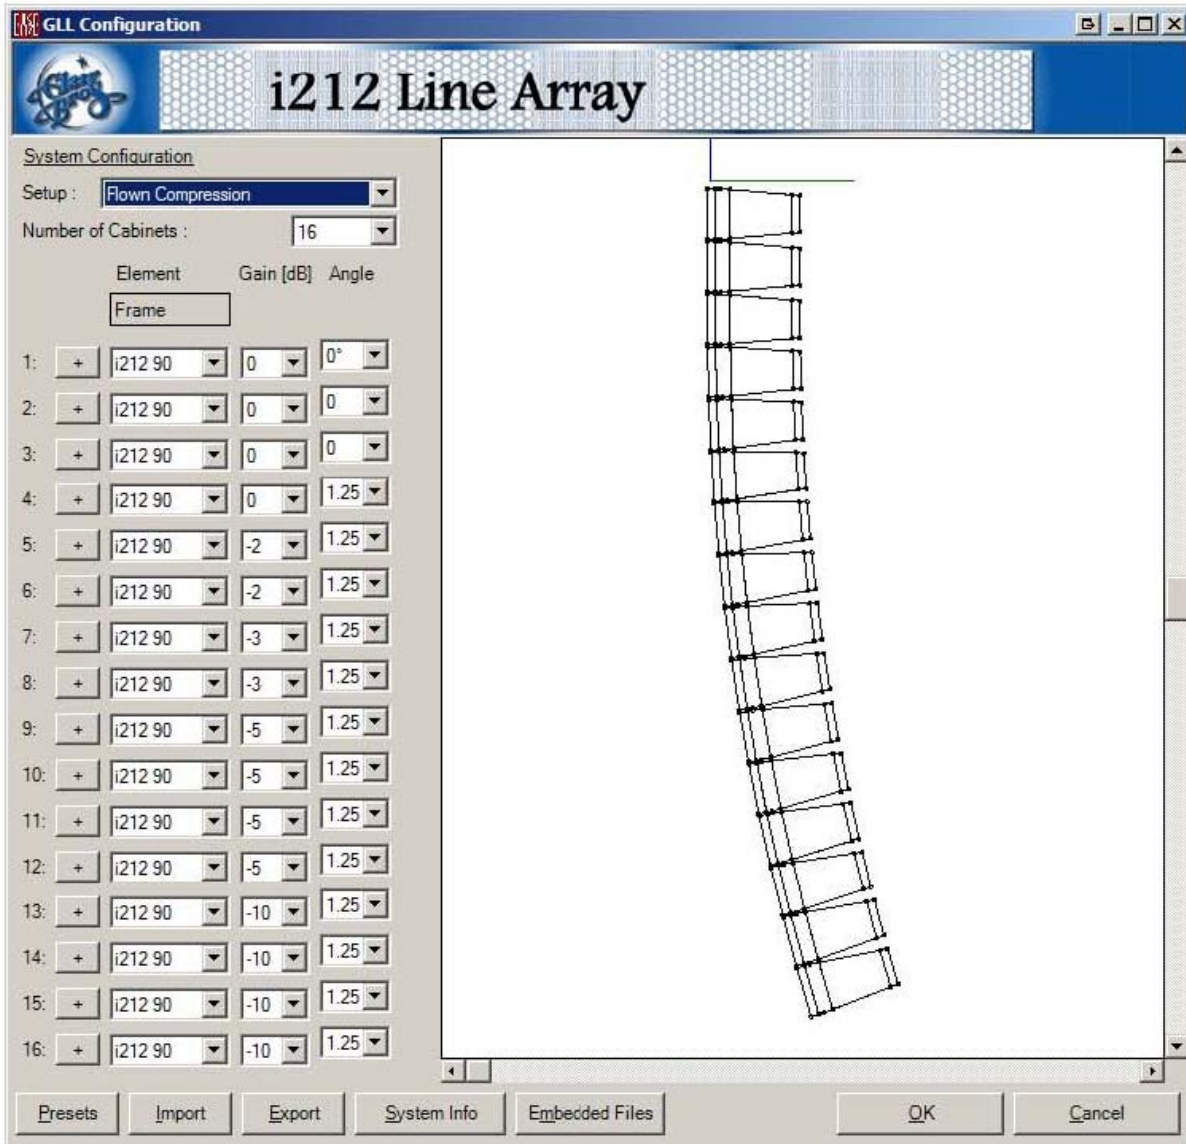 GLL Configuration
Clair Bros
i212 Line Array
System Configuration
Setup : Flown Compression
Number of Cabinets : 16
Element Gain [dB] Angle
Frame
1: + i212 90 0 0°
2: + i212 90 0 0
3: + i212 90 0 0
4: + i212 90 0 1.25
5: + i212 90 -2 1.25
6: + i212 90 -2 1.25
7: + i212 90 -3 1.25
8: + i212 90 -3 1.25
9: + i212 90 -5 1.25
10: + i212 90 -5 1.25
11: + i212 90 -5 1.25
12: + i212 90 -5 1.25
13: + i212 90 -10 1.25
14: + i212 90 -10 1.25
15: + i212 90 -10 1.25
16: + i212 90 -10 1.25
Presets Import Export System Info Embedded Files OK Cancel